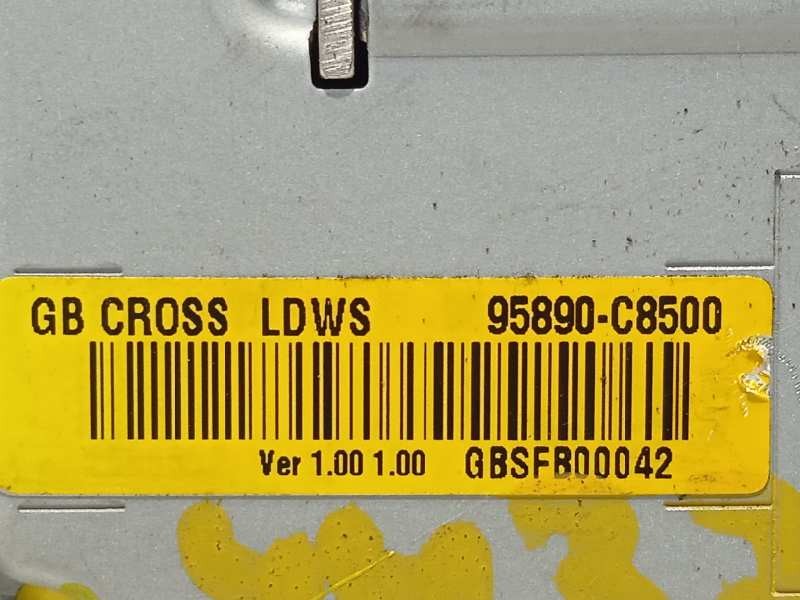 GB CROSS LDWS 95890-C8500
Ver 1.00 1.00 GBSFB00042